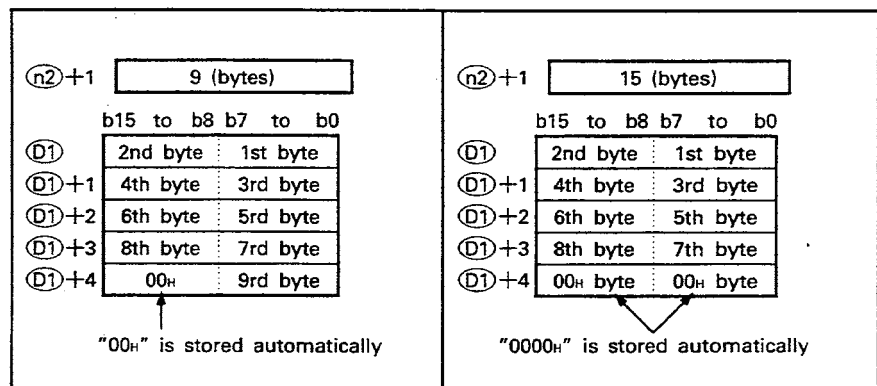 n2+1 9 (bytes)
b15 to b8 b7 to b0
D1 2nd byte 1st byte
D1+1 4th byte 3rd byte
D1+2 6th byte 5rd byte
D1+3 8th byte 7rd byte
D1+4 00H 9rd byte
"00H" is stored automatically
n2+1 15 (bytes)
b15 to b8 b7 to b0
D1 2nd byte 1st byte
D1+1 4th byte 3rd byte
D1+2 6th byte 5th byte
D1+3 8th byte 7th byte
D1+4 00H byte 00H byte
"0000H" is stored automatically